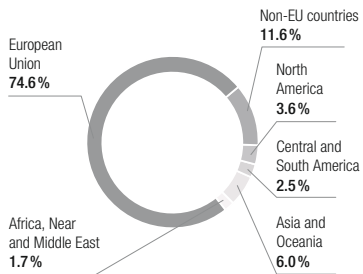 European
Union
74.6 %
Non-EU countries
11.6 %
North
America
3.6 %
Central and
South America
2.5 %
Asia and
Oceania
6.0 %
Africa, Near
and Middle East
1.7 %